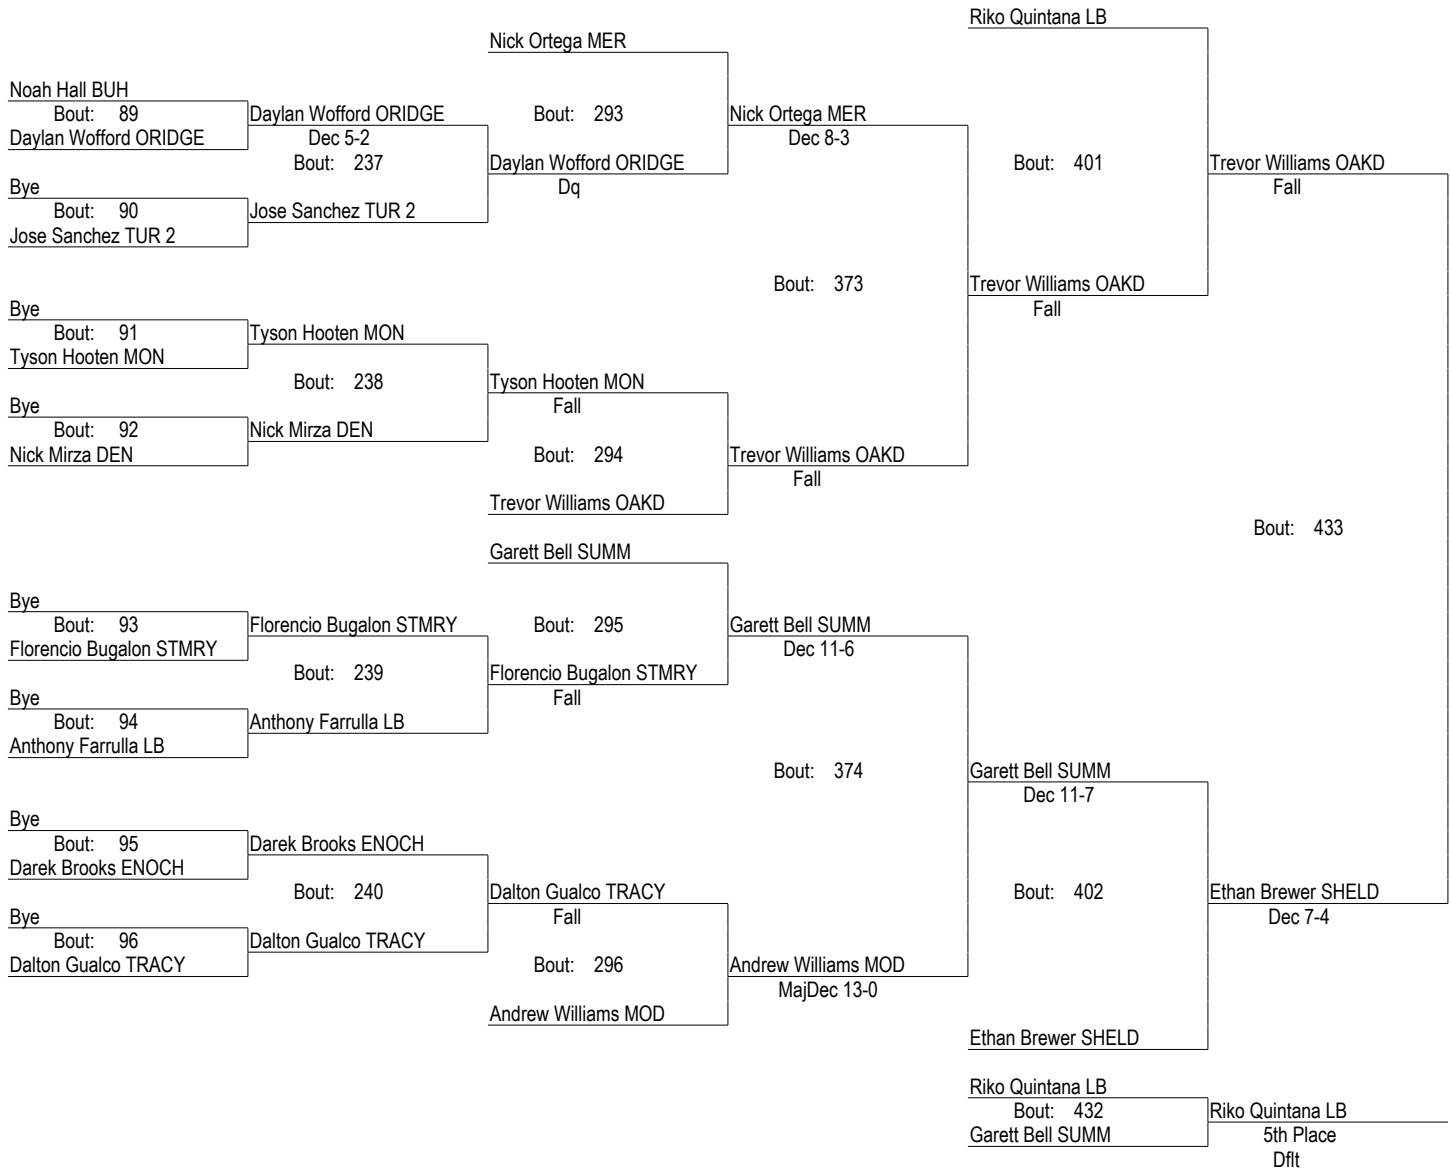 Riko Quintana LB
Nick Ortega MER
Noah Hall BUH
Bout: 89
Daylan Wofford ORIDGE
Bout: 293
Nick Ortega MER
Daylan Wofford ORIDGE
Dec 5-2
Dec 8-3
Bout: 237
Daylan Wofford ORIDGE
Bout: 401
Trevor Williams OAKD
Bye
Dq
Fall
Bout: 90
Jose Sanchez TUR 2
Jose Sanchez TUR 2
Bout: 373
Trevor Williams OAKD
Bye
Fall
Bout: 91
Tyson Hooten MON
Tyson Hooten MON
Bout: 238
Tyson Hooten MON
Bye
Fall
Bout: 92
Nick Mirza DEN
Nick Mirza DEN
Bout: 294
Trevor Williams OAKD
Fall
Trevor Williams OAKD
Bout: 433
Garett Bell SUMM
Bye
Bout: 93
Florencio Bugalon STMRY
Bout: 295
Garett Bell SUMM
Florencio Bugalon STMRY
Dec 11-6
Bout: 239
Florencio Bugalon STMRY
Bye
Fall
Bout: 94
Anthony Farrulla LB
Anthony Farrulla LB
Bout: 374
Garett Bell SUMM
Dec 11-7
Bye
Bout: 95
Darek Brooks ENOCH
Darek Brooks ENOCH
Bout: 240
Dalton Gualco TRACY
Bout: 402
Ethan Brewer SHELD
Bye
Fall
Dec 7-4
Bout: 96
Dalton Gualco TRACY
Dalton Gualco TRACY
Bout: 296
Andrew Williams MOD
MajDec 13-0
Andrew Williams MOD
Ethan Brewer SHELD
Riko Quintana LB
Bout: 432
Riko Quintana LB
Garett Bell SUMM
5th Place
Dflt